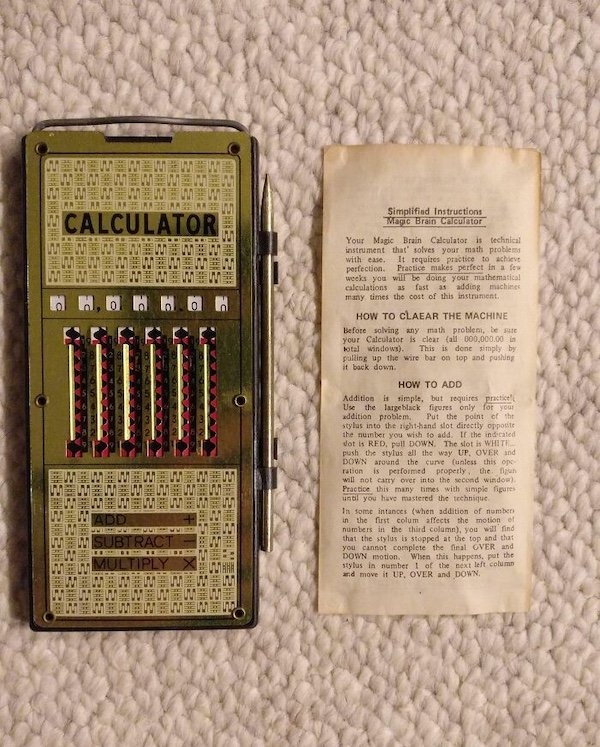 CALCULATOR
ADD +
SUBTRACT −
MULTIPLY X
Simplified Instructions
Magic Brain Calculator
Your Magic Brain Calculator is technical
instrument that solves your math problems
with ease. It requires practice to achieve
perfection. Practice makes perfect in a few
weeks you will be doing your mathematical
calculations as fast as adding machines
many times the cost of this instrument.
HOW TO CLAEAR THE MACHINE
Before solving any math problem, be sure
your Calculator is clear (all 000,000.00 in
total windows). This is done simply by
pulling up the wire bar on top and pushing
it back down.
HOW TO ADD
Addition is simple, but requires practice!
Use the largeblack figures only for your
addition problem. Put the point of the
stylus into the right-hand slot directly opposite
the number you wish to add. If the indicated
slot is RED, pull DOWN. The slot is WHITE...
push the stylus all the way UP, OVER and
DOWN around the curve (unless this ope-
ration is performed properly, the figure
will not carry over into the second window).
Practice this many times with simple figures
until you have mastered the technique.
In some intances (when addition of numbers
in the first colum affects the motion of
numbers in the third column), you will find
that the stylus is stopped at the top and that
you cannot complete the final OVER and
DOWN motion. When this happens, put the
stylus in number 1 of the next left column
and move it UP, OVER and DOWN.